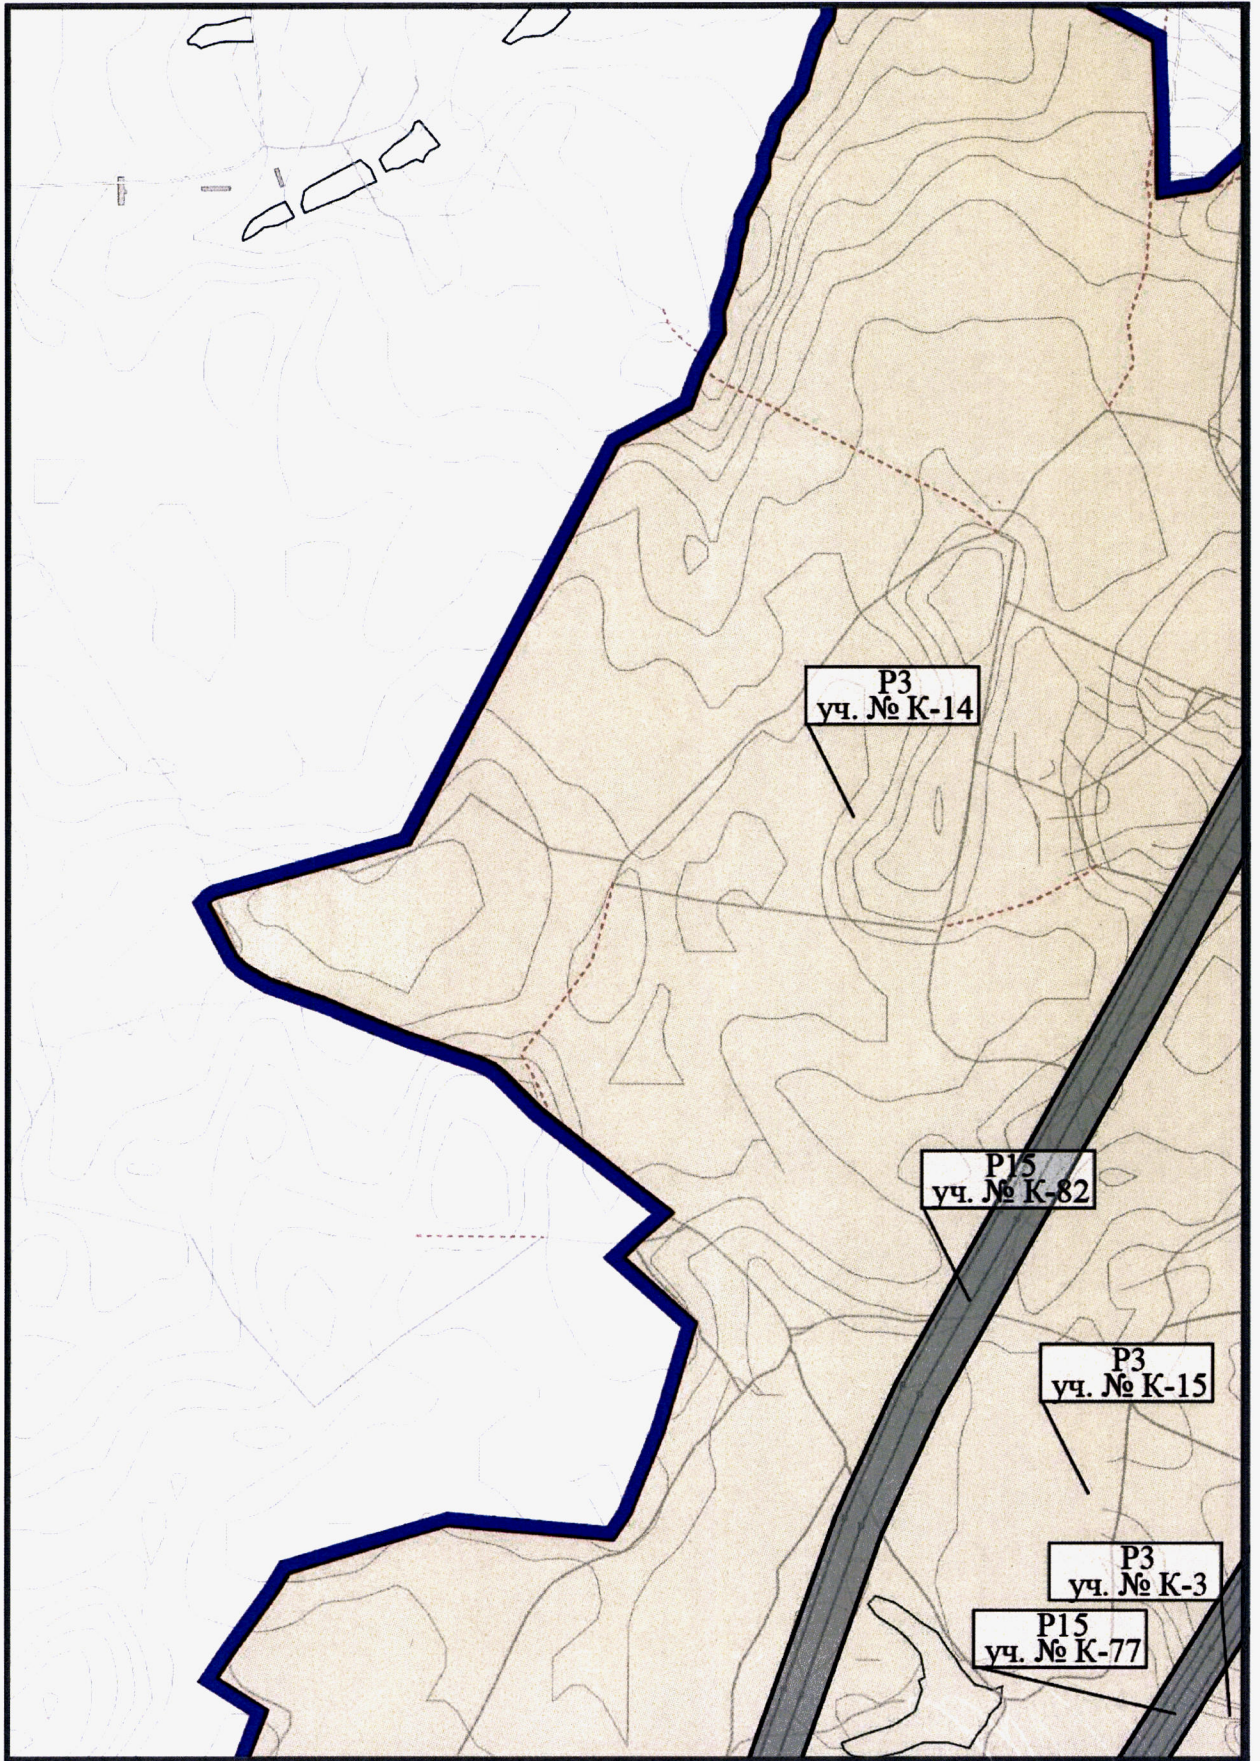 Р3
уч. № К-14
Р15
уч. № К-82
Р3
уч. № К-15
Р3
уч. № К-3
Р15
уч. № К-77